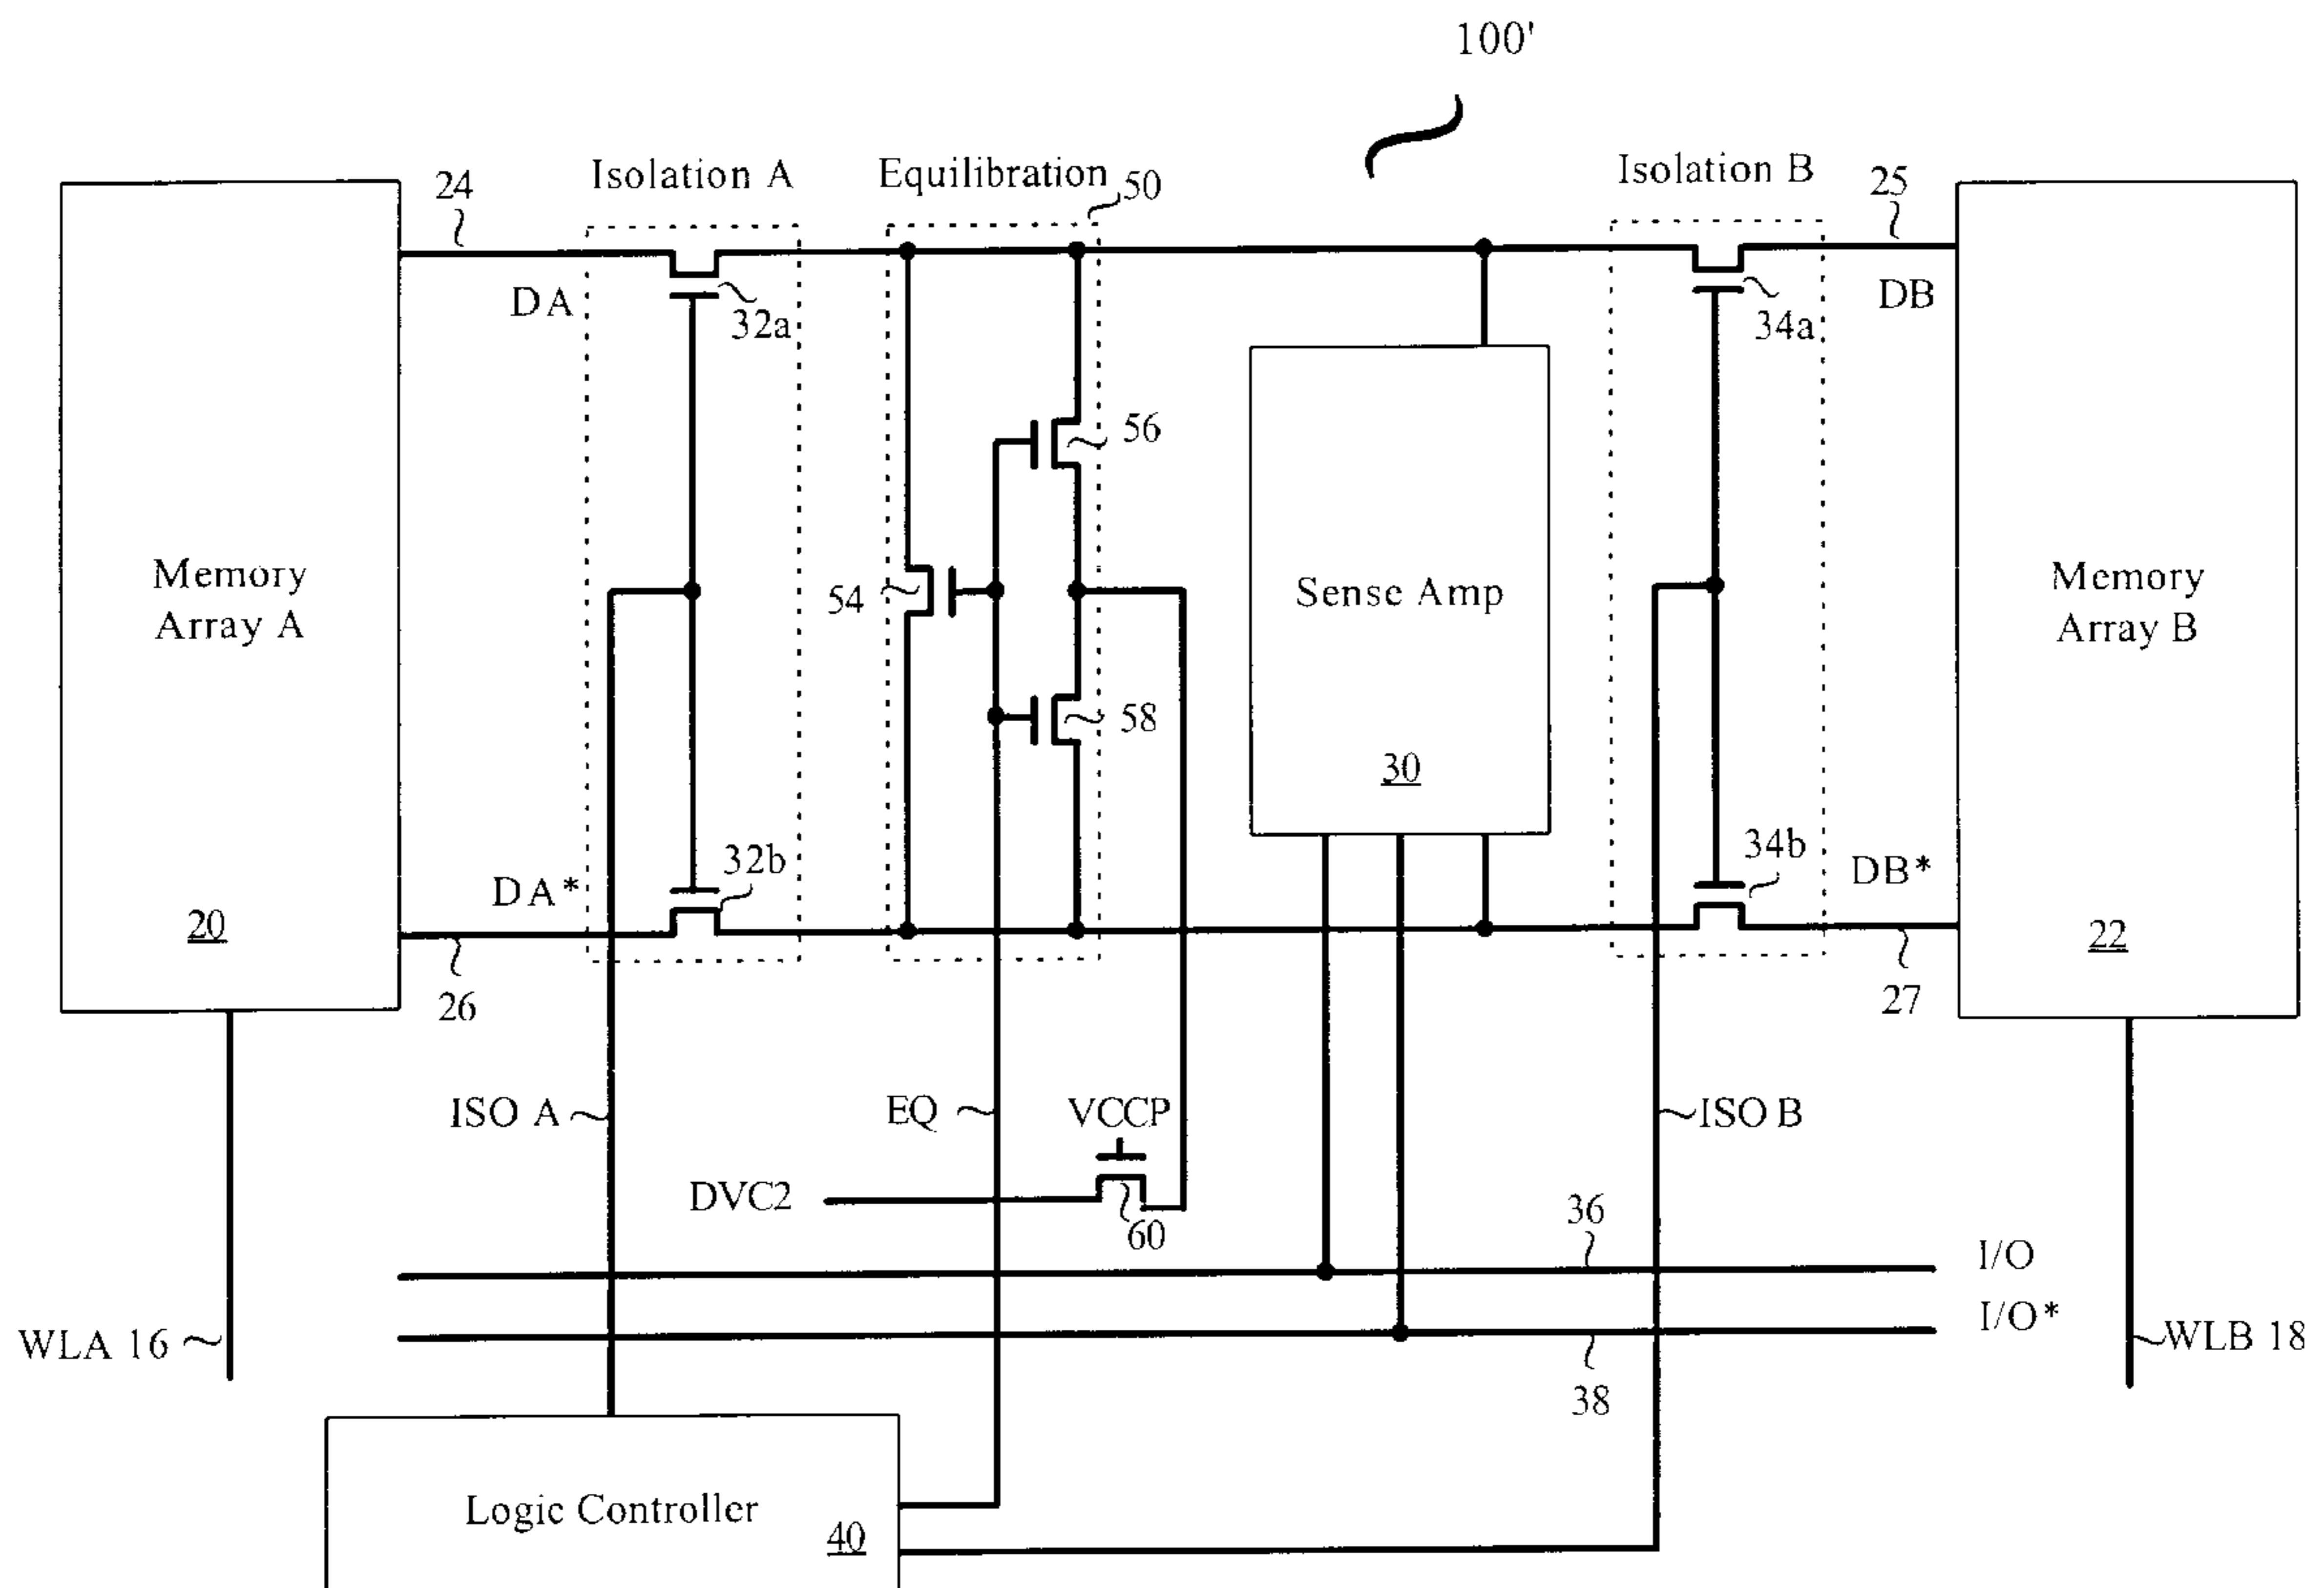 100'
Isolation A
Equilibration
50
Isolation B
24
25
DA
32a
DB
34a
56
54
Memory
Array A
Sense Amp
Memory
Array B
58
30
32b
34b
DA*
DB*
20
22
26
27
ISO A
EQ
VCCP
ISO B
DVC2
60
36
I/O
I/O*
WLA 16
WLB 18
38
Logic Controller
40